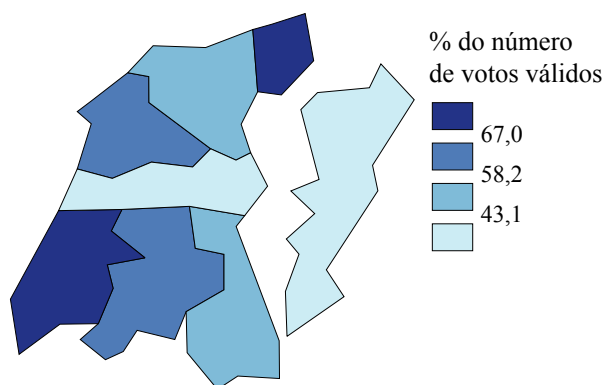 % do número
de votos válidos
67,0
58,2
43,1